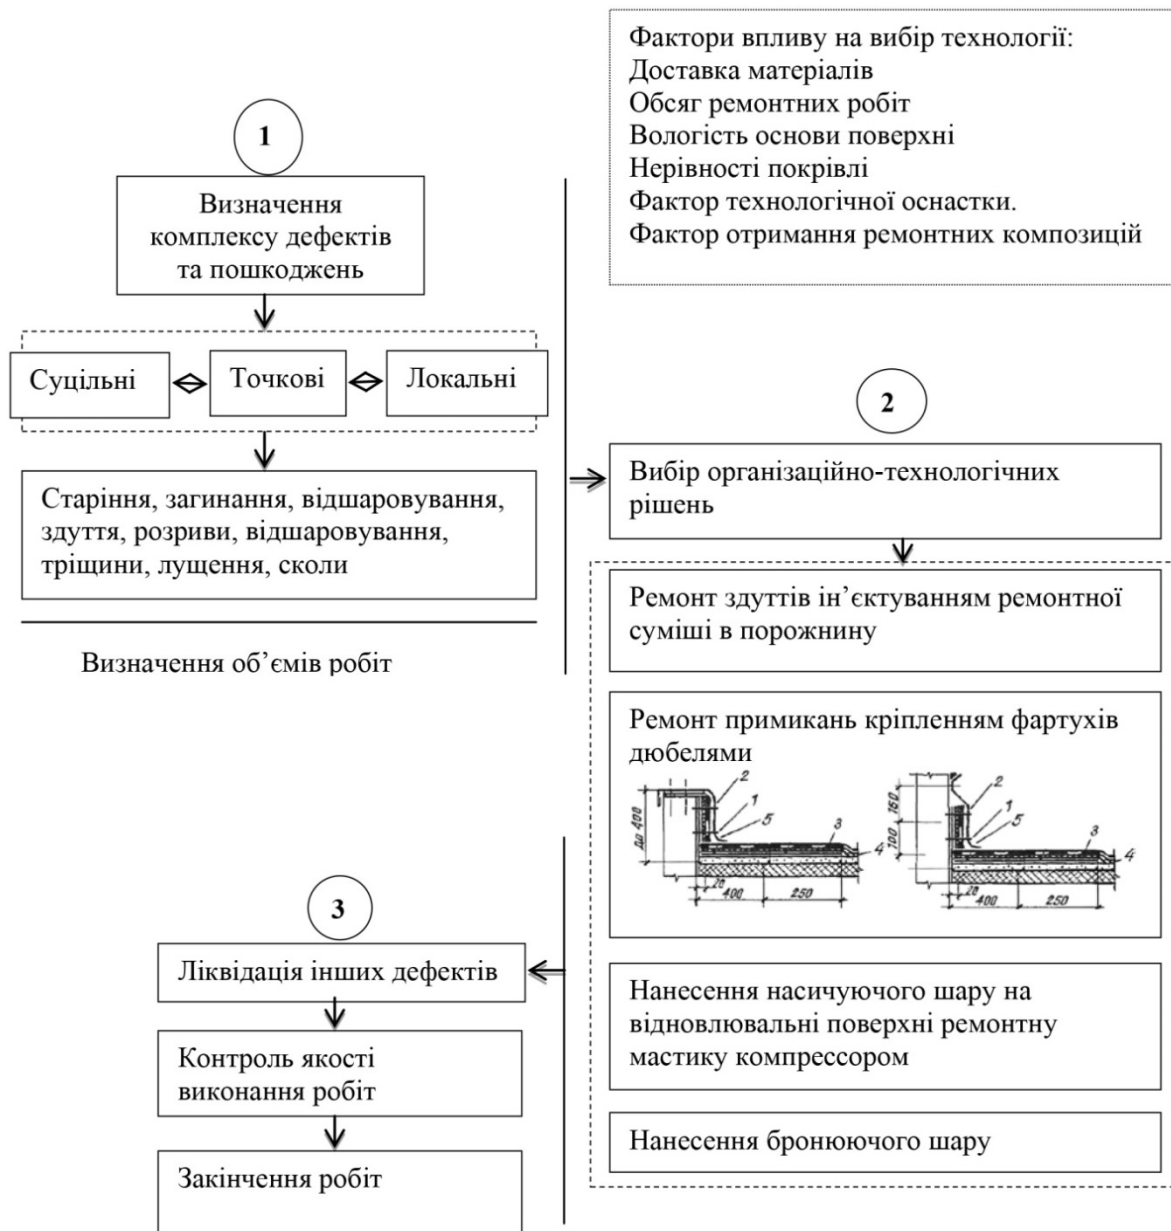 Фактори впливу на вибір технології:
Доставка матеріалів
Обсяг ремонтних робіт
Вологість основи поверхні
Нерівності покрівлі
Фактор технологічної оснастки.
Фактор отримання ремонтних композицій
1
Визначення
комплексу дефектів
та пошкоджень
Суцільні
Точкові
Локальні
Старіння, загинання, відшаровування,
здуття, розриви, відшаровування,
тріщини, лущення, сколи
Визначення об’ємів робіт
2
Вибір організаційно-технологічних
рішень
Ремонт здуттів ін’єктуванням ремонтної
суміші в порожнину
Ремонт примикань кріпленням фартухів
дюбелями
до 400
2
1
5
3
4
20
400
250
160
100
2
1
5
3
4
20
400
250
Нанесення насичуючого шару на
відновлювальні поверхні ремонтну
мастику компрессором
Нанесення бронюючого шару
3
Ліквідація інших дефектів
Контроль якості
виконання робіт
Закінчення робіт